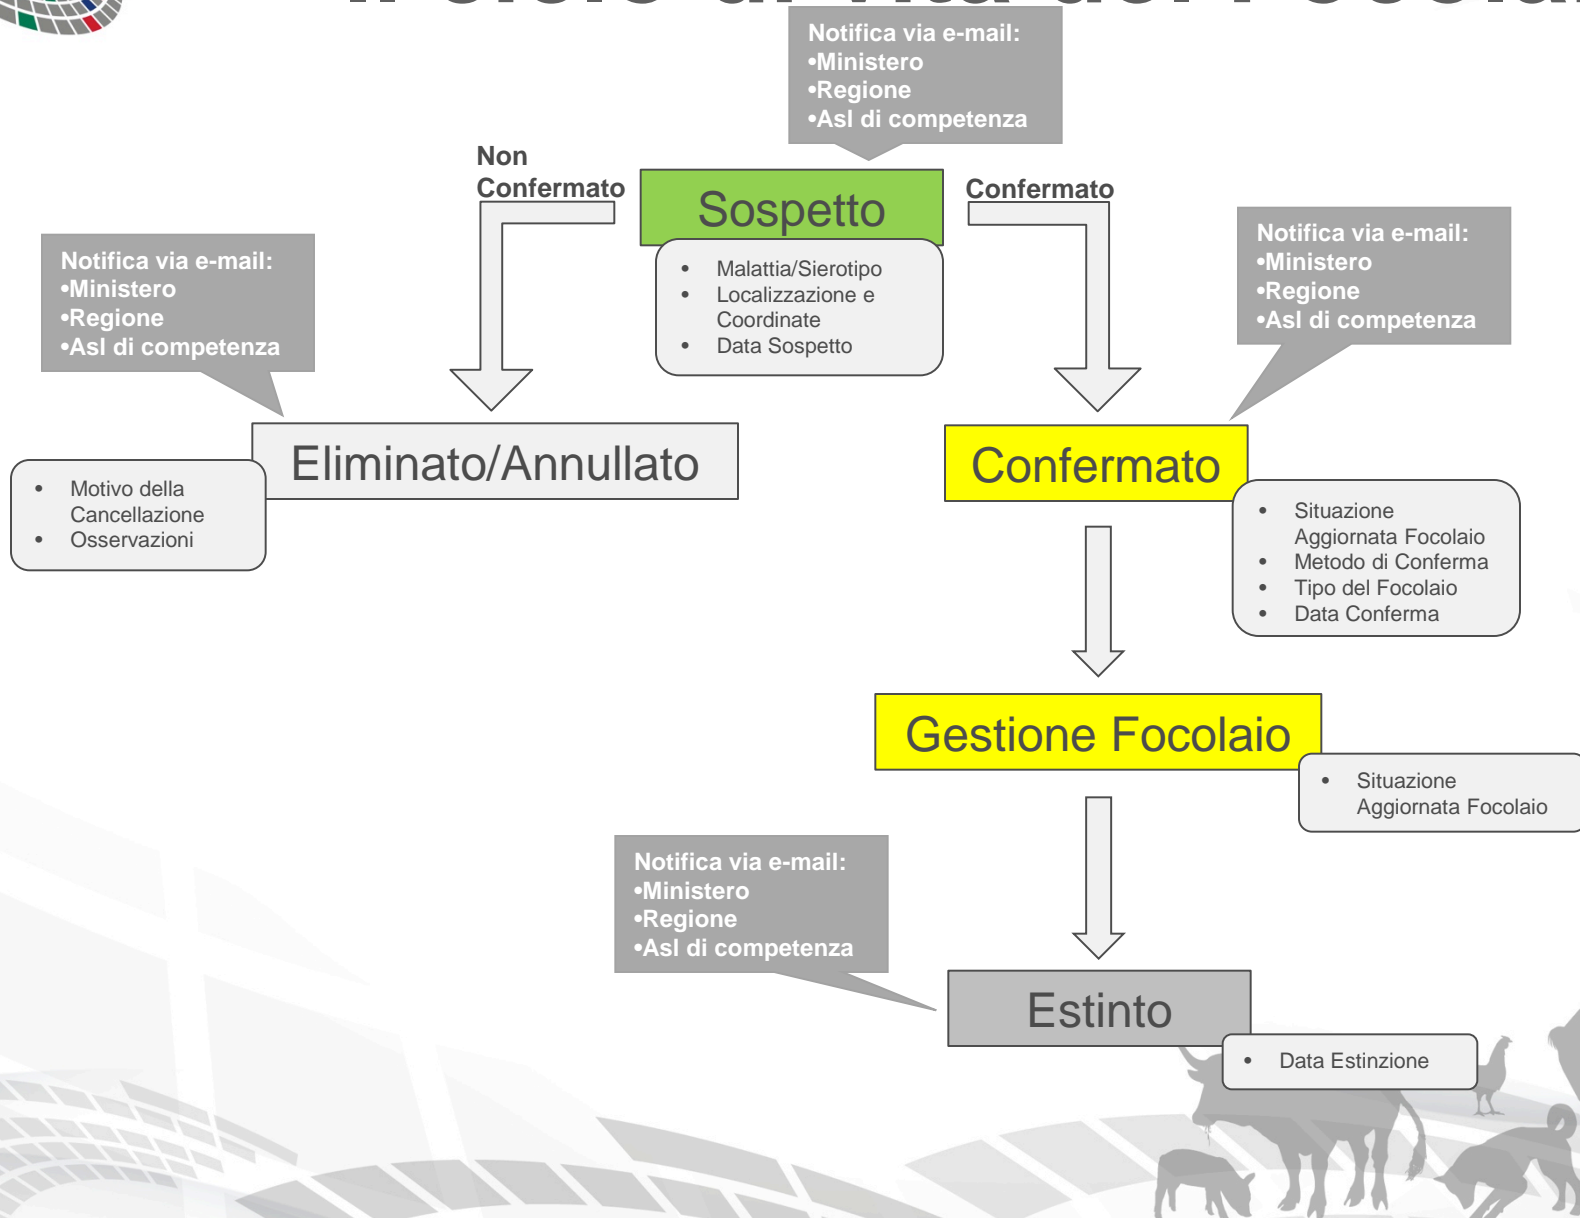 Notifica via e-mail:
•Ministero
•Regione
•Asl di competenza
Non
Confermato
Sospetto
Confermato
• Malattia/Sierotipo
• Localizzazione e
Coordinate
• Data Sospetto
Notifica via e-mail:
•Ministero
•Regione
•Asl di competenza
Notifica via e-mail:
•Ministero
•Regione
•Asl di competenza
Eliminato/Annullato
• Motivo della
Cancellazione
• Osservazioni
Confermato
• Situazione
Aggiornata Focolaio
• Metodo di Conferma
• Tipo del Focolaio
• Data Conferma
Gestione Focolaio
• Situazione
Aggiornata Focolaio
Notifica via e-mail:
•Ministero
•Regione
•Asl di competenza
Estinto
• Data Estinzione